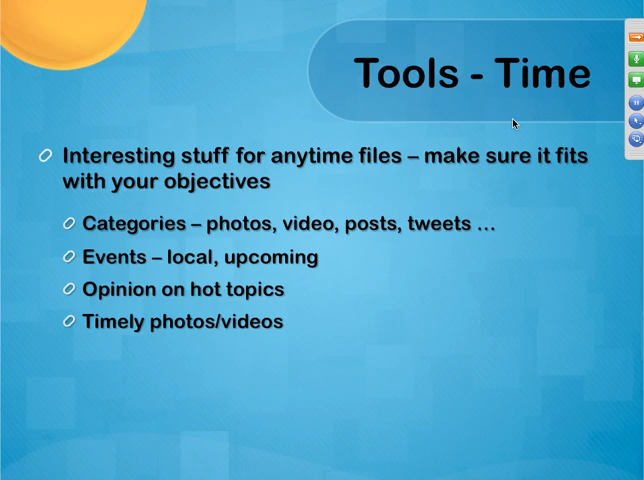 Tools - Time
Interesting stuff for anytime files – make sure it fits
with your objectives
Categories – photos, video, posts, tweets …
Events – local, upcoming
Opinion on hot topics
Timely photos/videos